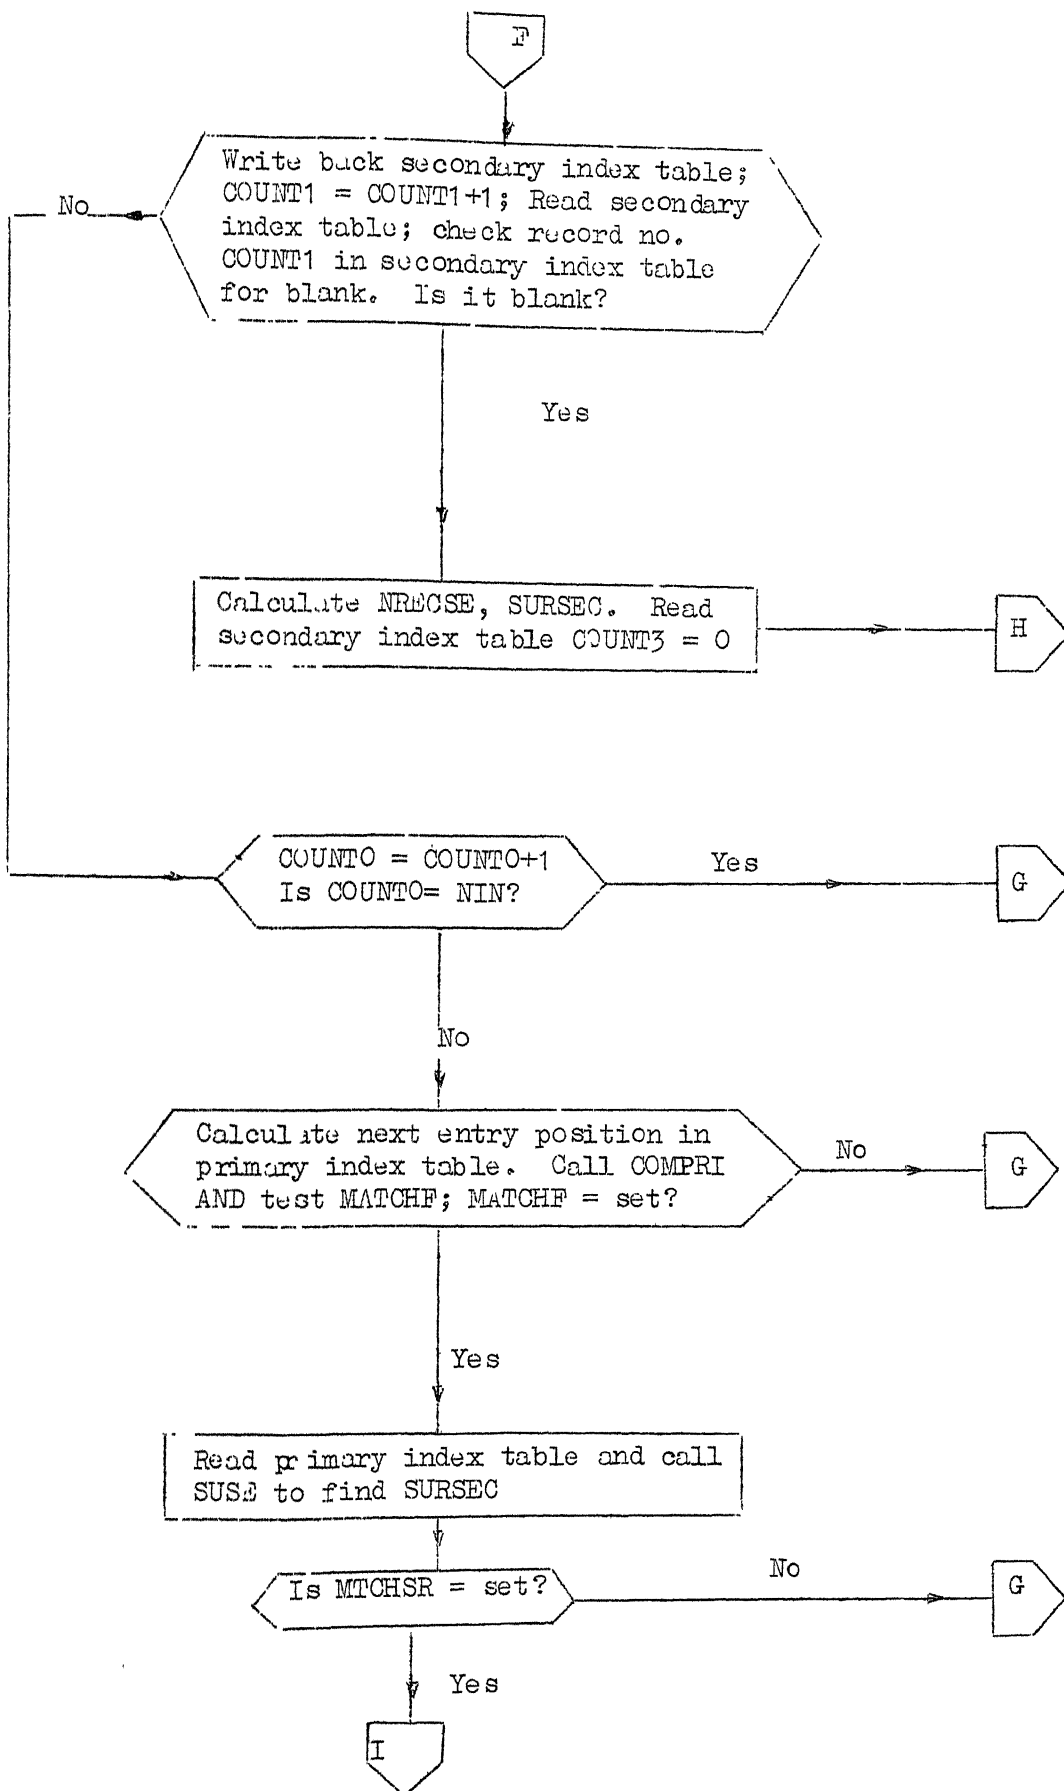 F
Write back secondary index table;
COUNT1 = COUNT1+1; Read secondary
index table; check record no.
COUNT1 in secondary index table
for blank. Is it blank?
No
Yes
Calculate NRECSE, SURSEC. Read
secondary index table COUNT3 = 0
H
COUNT0 = COUNT0+1
Is COUNT0= NIN?
Yes
G
No
Calculate next entry position in
primary index table. Call COMPRI
AND test MATCHF; MATCHF = set?
No
G
Yes
Read primary index table and call
SUSE to find SURSEC
Is MTCHSR = set?
No
G
Yes
I